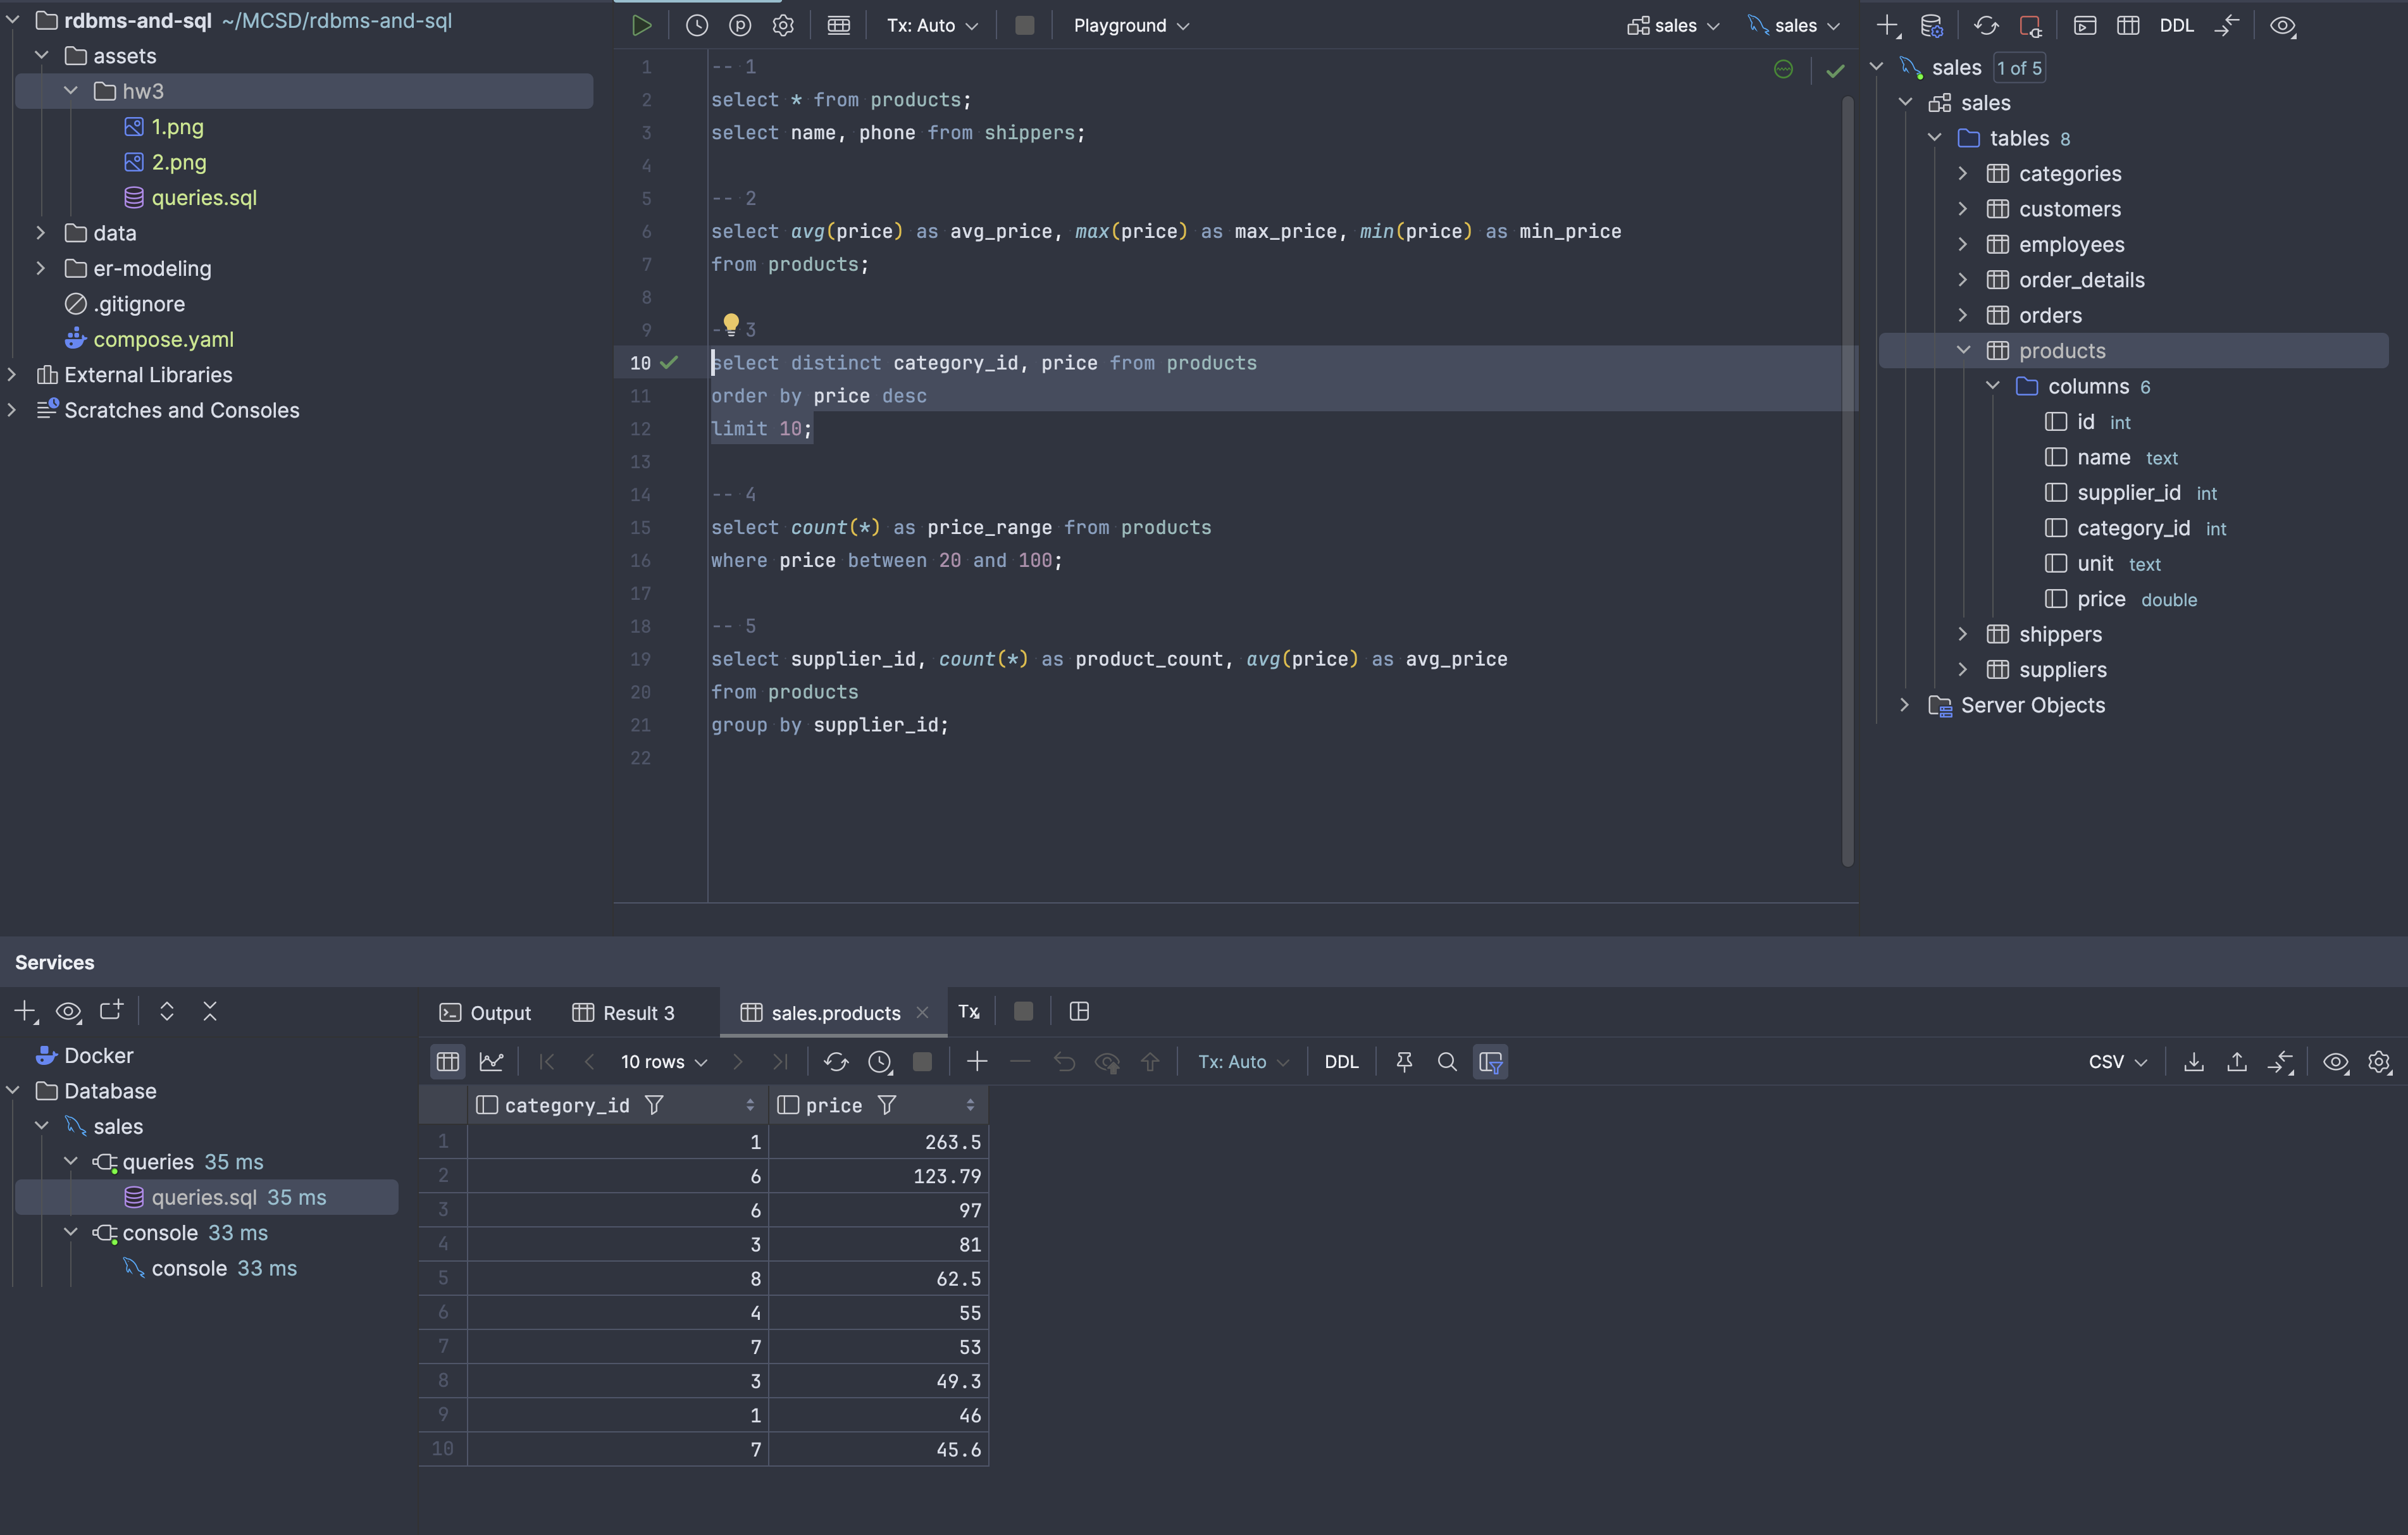 rdbms-and-sql ~/MCSD/rdbms-and-sql
assets
hw3
1.png
2.png
queries.sql
data
er-modeling
.gitignore
compose.yaml
External Libraries
Scratches and Consoles
Tx: Auto
Playground
sales
sales
1 -- 1
2 select * from products;
3 select name, phone from shippers;
4
5 -- 2
6 select avg(price) as avg_price, max(price) as max_price, min(price) as min_price
7 from products;
8
9 - 3
10 select distinct category_id, price from products
11 order by price desc
12 limit 10;
13
14 -- 4
15 select count(*) as price_range from products
16 where price between 20 and 100;
17
18 -- 5
19 select supplier_id, count(*) as product_count, avg(price) as avg_price
20 from products
21 group by supplier_id;
22
DDL
sales 1 of 5
sales
tables 8
categories
customers
employees
order_details
orders
products
columns 6
id int
name text
supplier_id int
category_id int
unit text
price double
shippers
suppliers
Server Objects
Services
Docker
Database
sales
queries 35 ms
queries.sql 35 ms
console 33 ms
console 33 ms
Output
Result 3
sales.products
Tx
10 rows
Tx: Auto
DDL
CSV
category_id price
1 1 263.5
2 6 123.79
3 6 97
4 3 81
5 8 62.5
6 4 55
7 7 53
8 3 49.3
9 1 46
10 7 45.6